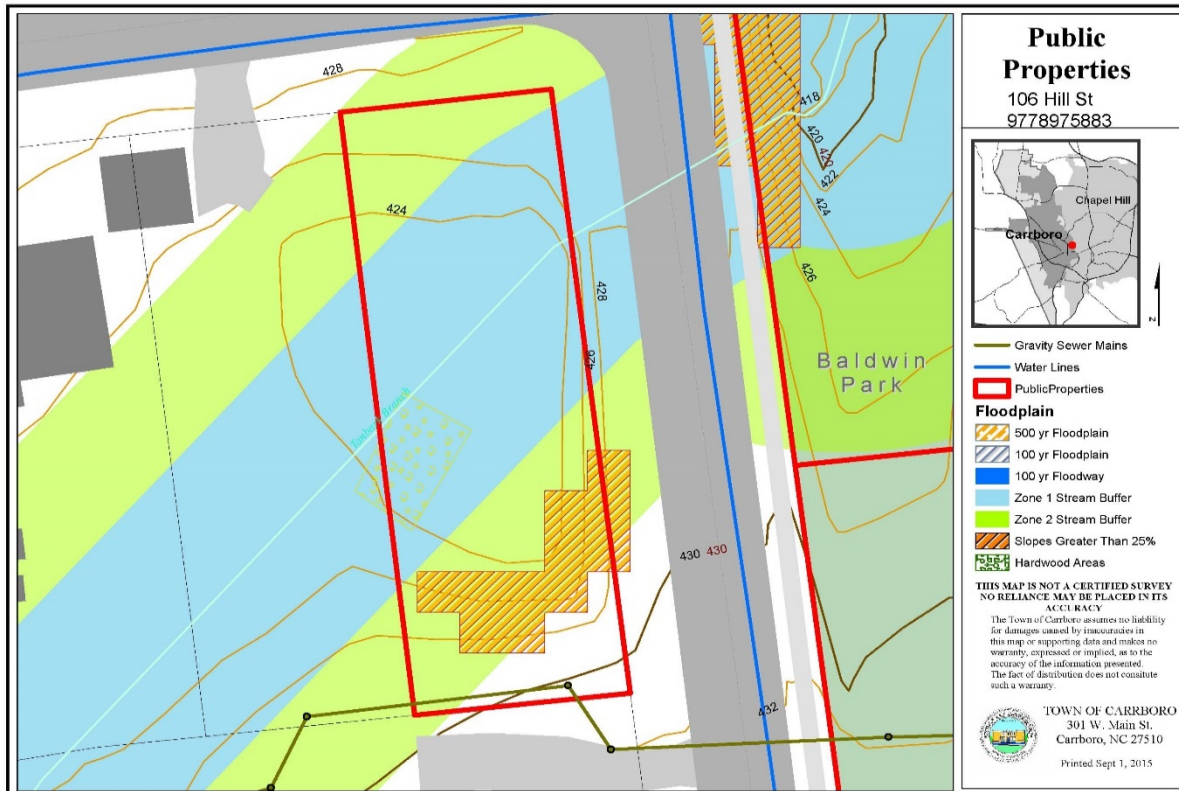 428
418
420
420
422
424
424
426
428
426
Baldwin
Park
Tanbark Branch
430
430
432
Public
Properties
106 Hill St
9778975883
Chapel Hill
Carrboro
N
Gravity Sewer Mains
Water Lines
PublicProperties
Floodplain
500 yr Floodplain
100 yr Floodplain
100 yr Floodway
Zone 1 Stream Buffer
Zone 2 Stream Buffer
Slopes Greater Than 25%
Hardwood Areas
THIS MAP IS NOT A CERTIFIED SURVEY
NO RELIANCE MAY BE PLACED IN ITS
ACCURACY
The Town of Carrboro assumes no liability
for damages caused by inaccuracies in
this map or supporting data and makes no
warranty, expressed or implied, as to the
accuracy of the information presented.
The fact of distribution does not consitute
such a warranty.
TOWN OF CARRBORO
301 W. Main St.
Carrboro, NC 27510
Printed Sept 1, 2015